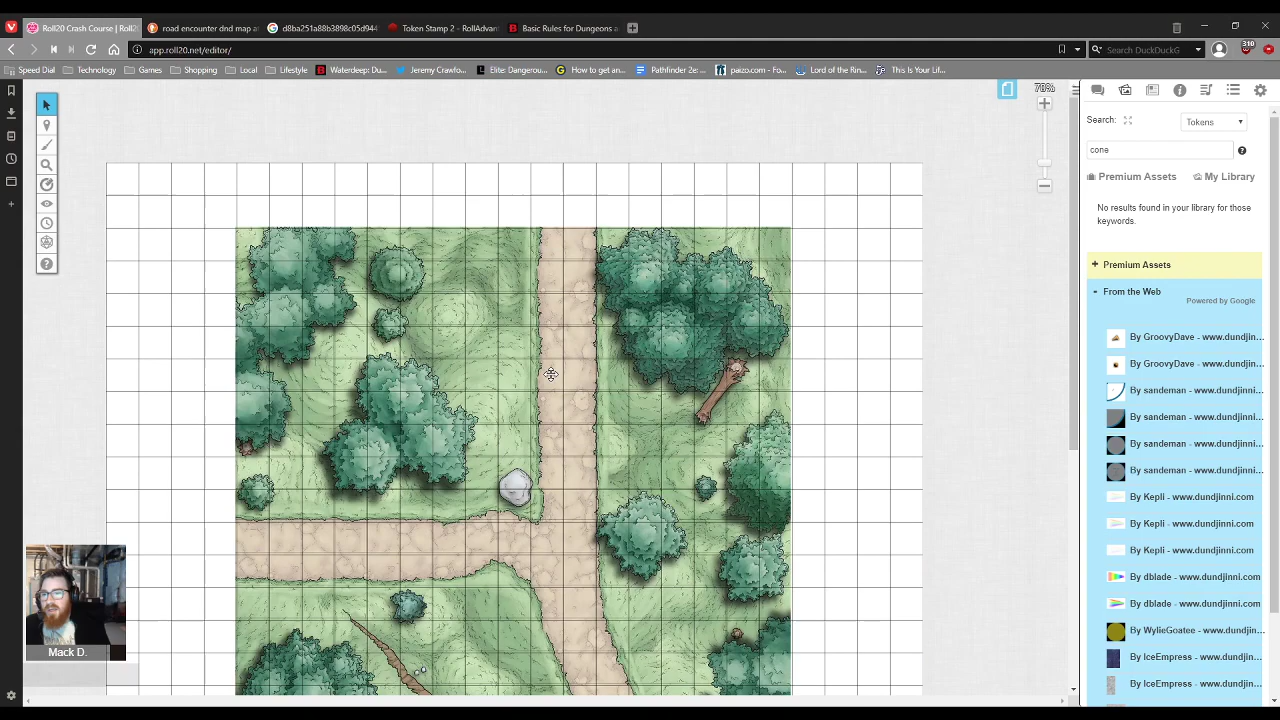 Roll20 Crash Course | Roll20
road encounter dnd map at
d8ba251a88b3898c05d944
Token Stamp 2 - RollAdvan
Basic Rules for Dungeons a
app.roll20.net/editor/
Search DuckDuckG
310
Speed Dial
Technology
Games
Shopping
Local
Lifestyle
Waterdeep: Du...
Jeremy Crawfo...
Elite: Dangerou...
How to get an...
Pathfinder 2e:...
paizo.com - Fo...
Lord of the Rin...
This Is Your Lif...
70%
Search:
Tokens
cone
Premium Assets
My Library
No results found in your library for those
keywords.
+ Premium Assets
- From the Web
Powered by Google
By GroovyDave - www.dundjin...
By GroovyDave - www.dundjin...
By sandeman - www.dundjinni...
By sandeman - www.dundjinni...
By sandeman - www.dundjinni...
By sandeman - www.dundjinni...
By Kepli - www.dundjinni.com
By Kepli - www.dundjinni.com
By Kepli - www.dundjinni.com
By dblade - www.dundjinni.com
By dblade - www.dundjinni.com
By WylieGoatee - www.dundjinni...
By IceEmpress - www.dundjin...
By IceEmpress - www.dundjin...
Mack D.